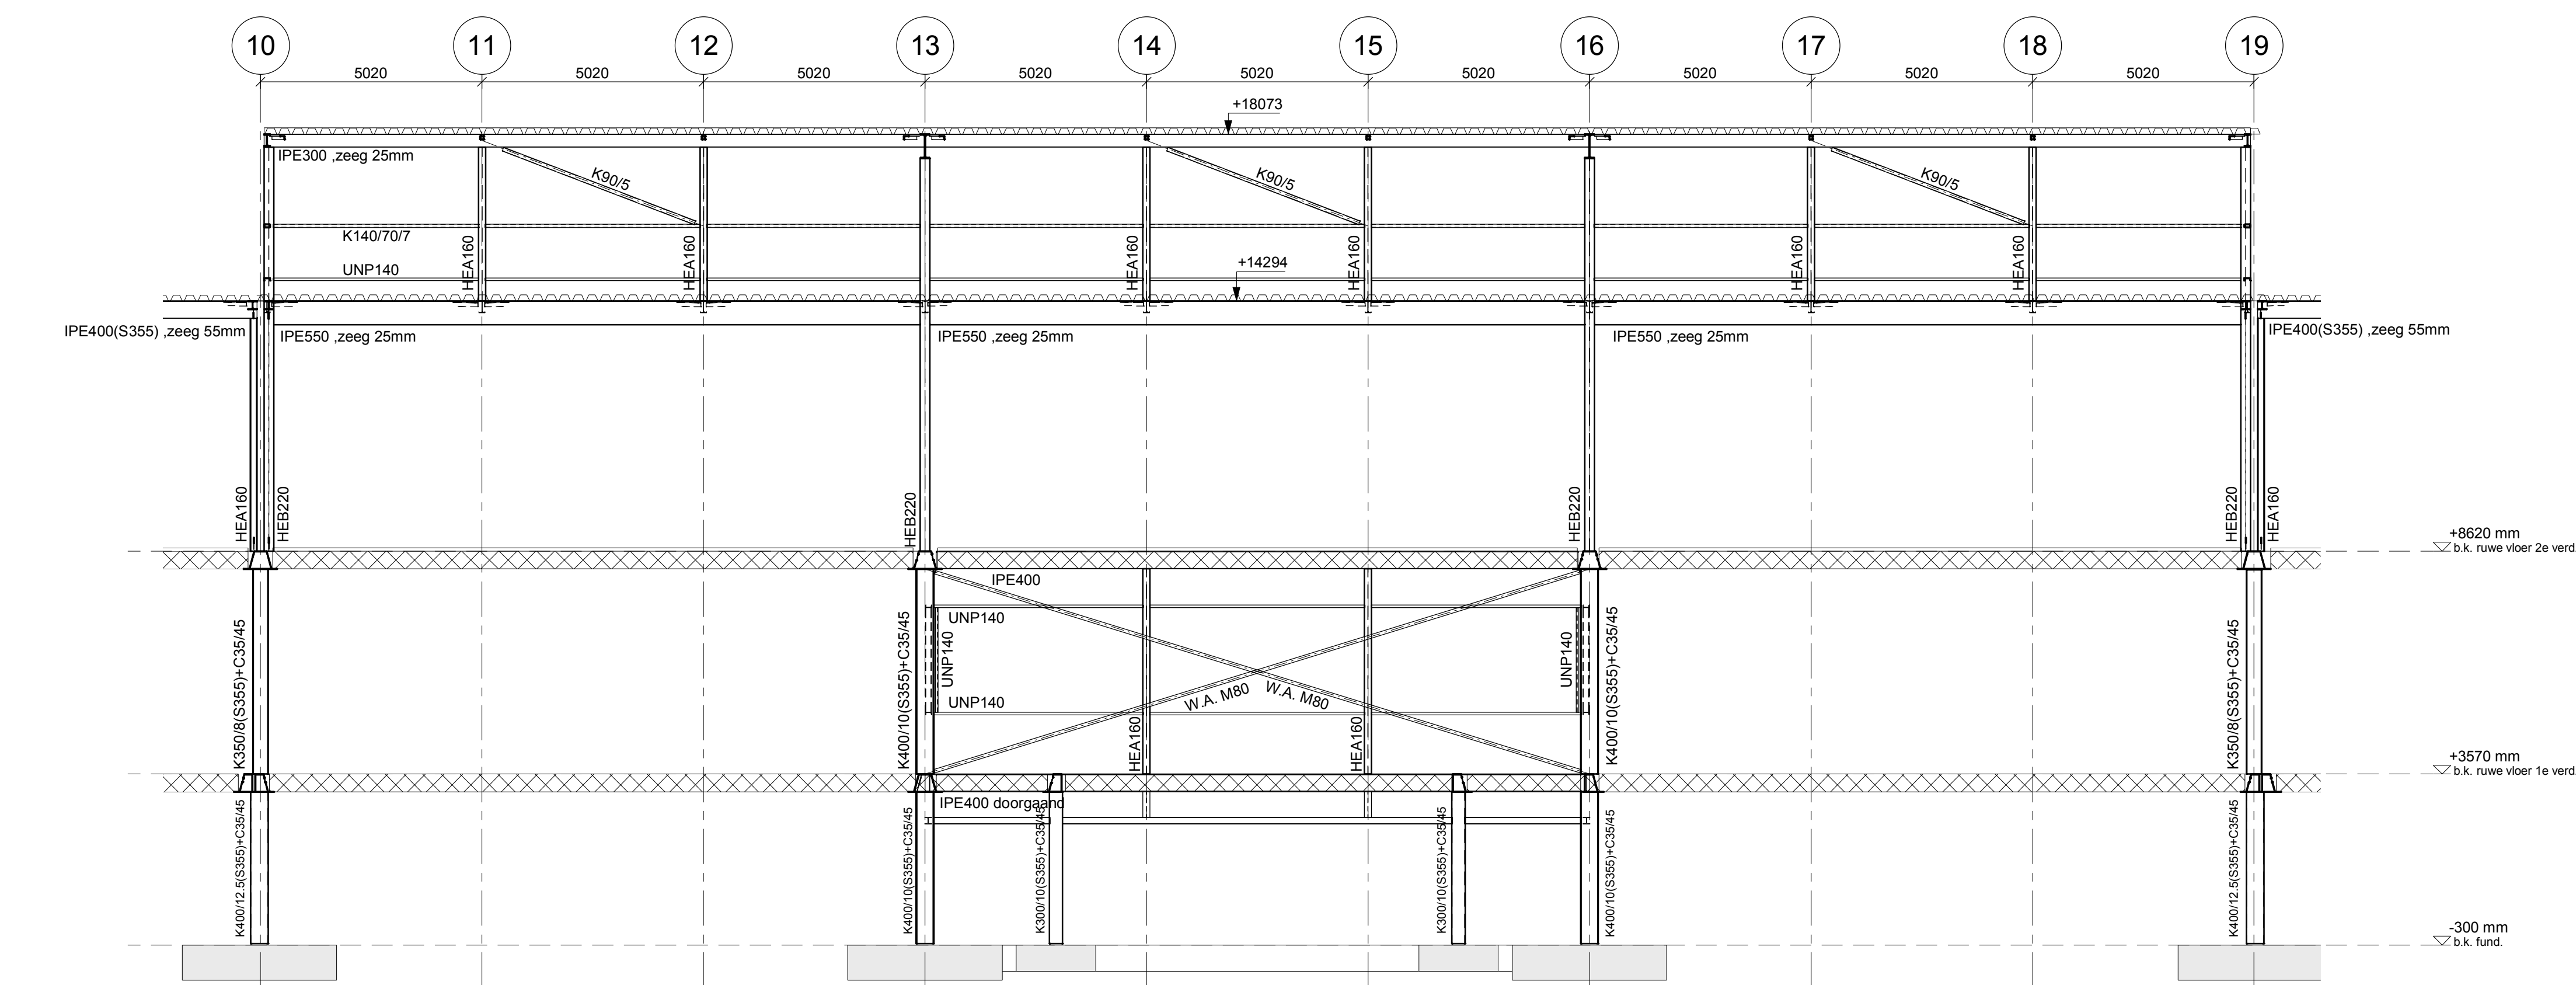 10 11 12 13 14 15 16 17 18 19
5020 5020 5020 5020 5020 5020 5020 5020 5020
+18073
IPE300 ,zeeg 25mm
K90/5 K90/5 K90/5
K140/70/7
HEA160 HEA160 HEA160 HEA160 HEA160 HEA160
UNP140
+14294
IPE400(S355) ,zeeg 55mm
IPE550 ,zeeg 25mm
IPE550 ,zeeg 25mm
IPE550 ,zeeg 25mm
IPE400(S355) ,zeeg 55mm
HEA160 HEB220 HEB220 HEB220 HEB220 HEA160
+8620 mm
b.k. ruwe vloer 2e verd.
IPE400
UNP140
UNP140
UNP140
UNP140
K350/8(S355)+C35/45
K400/10(S355)+C35/45
K400/10(S355)+C35/45
K350/8(S355)+C35/45
W.A. M80 W.A. M80
HEA160 HEA160
+3570 mm
b.k. ruwe vloer 1e verd.
IPE400 doorgaand
K400/12.5(S355)+C35/45
K400/10(S355)+C35/45
K300/10(S355)+C35/45
K300/10(S355)+C35/45
K400/10(S355)+C35/45
K400/12.5(S355)+C35/45
-300 mm
b.k. fund.